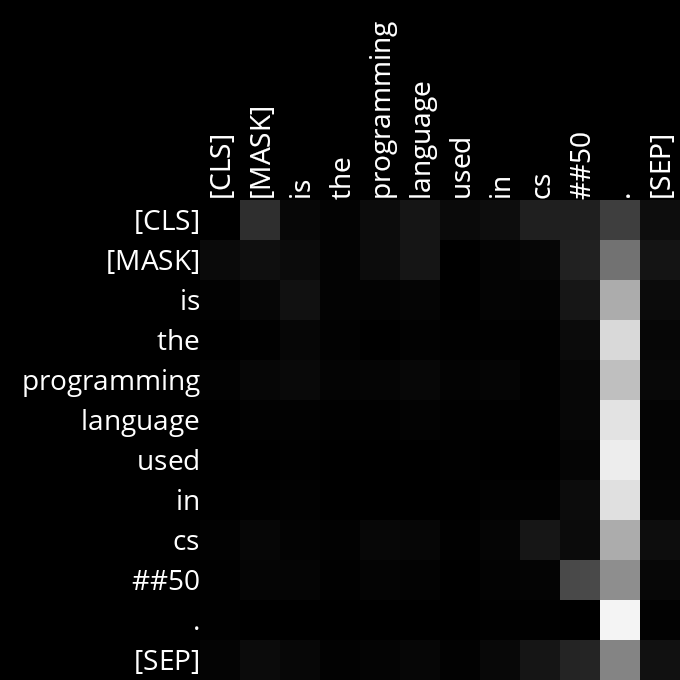 [CLS] [MASK] is the programming language used in cs ##50 . [SEP]
[CLS]
[MASK]
is
the
programming
language
used
in
cs
##50
.
[SEP]